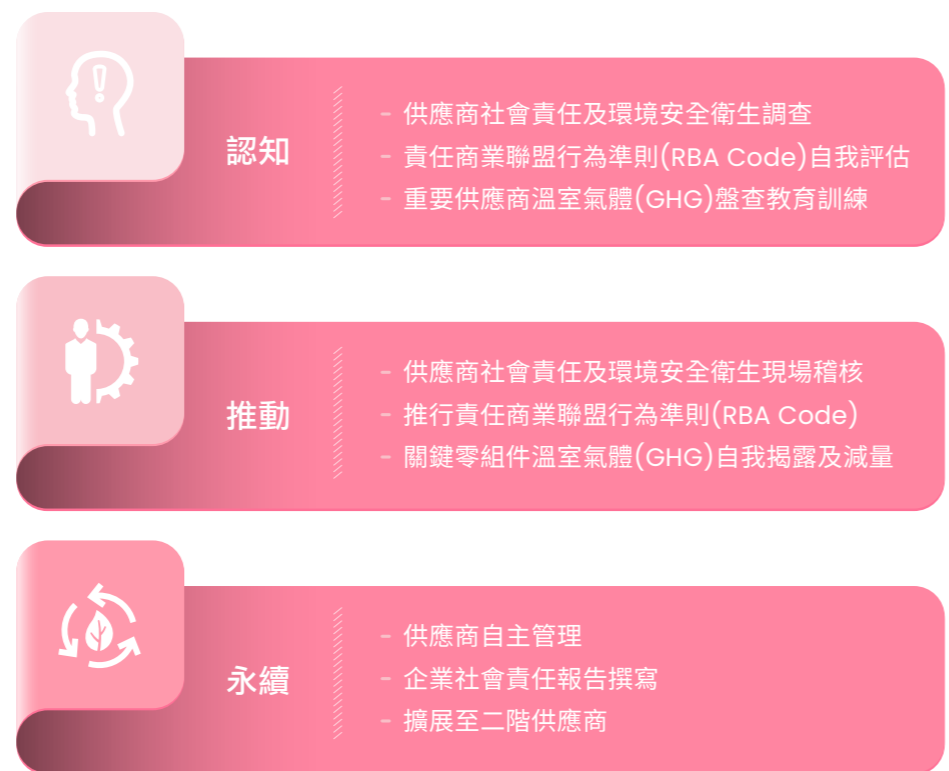 認知
- 供應商社會責任及環境安全衛生調查
- 責任商業聯盟行為準則(RBA Code)自我評估
- 重要供應商溫室氣體(GHG)盤查教育訓練
推動
- 供應商社會責任及環境安全衛生現場稽核
- 推行責任商業聯盟行為準則(RBA Code)
- 關鍵零組件溫室氣體(GHG)自我揭露及減量
永續
- 供應商自主管理
- 企業社會責任報告撰寫
- 擴展至二階供應商